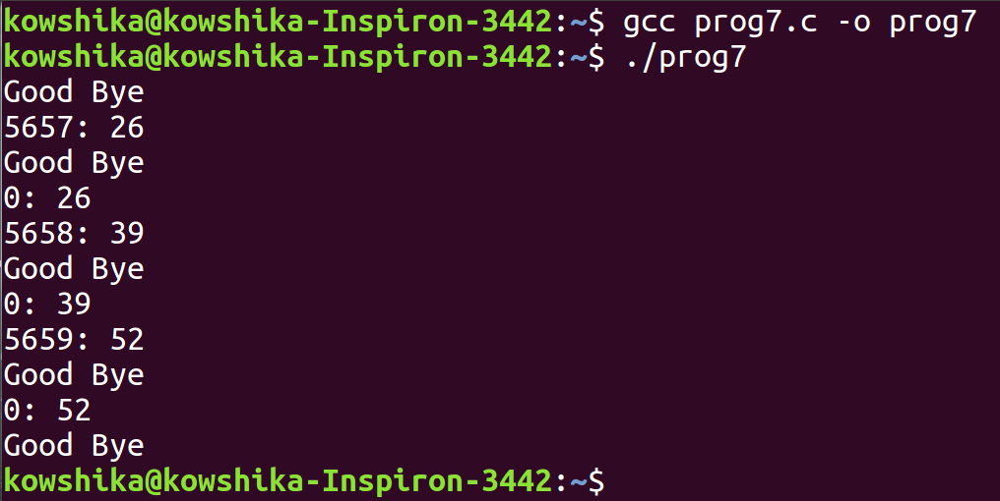 kowshika@kowshika-Inspiron-3442:~$ gcc prog7.c -o prog7
kowshika@kowshika-Inspiron-3442:~$ ./prog7
Good Bye
5657: 26
Good Bye
0: 26
5658: 39
Good Bye
0: 39
5659: 52
Good Bye
0: 52
Good Bye
kowshika@kowshika-Inspiron-3442:~$